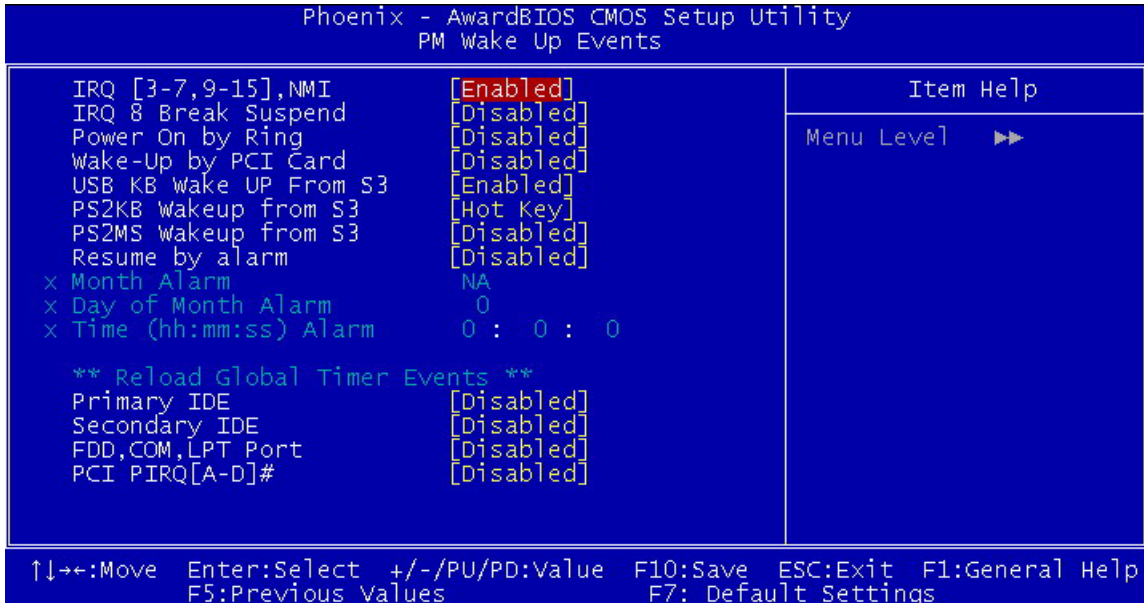 Phoenix - AwardBIOS CMOS Setup Utility
PM Wake Up Events
IRQ [3-7,9-15],NMI [Enabled]
IRQ 8 Break Suspend [Disabled]
Power On by Ring [Disabled]
Wake-Up by PCI Card [Disabled]
USB KB Wake UP From S3 [Enabled]
PS2KB Wakeup from S3 [Hot Key]
PS2MS Wakeup from S3 [Disabled]
Resume by alarm [Disabled]
x Month Alarm NA
x Day of Month Alarm 0
x Time (hh:mm:ss) Alarm 0 : 0 : 0
** Reload Global Timer Events **
Primary IDE [Disabled]
Secondary IDE [Disabled]
FDD,COM,LPT Port [Disabled]
PCI PIRQ[A-D]# [Disabled]
Item Help
Menu Level ▶▶
↑↓→←:Move Enter:Select +/-/PU/PD:Value F10:Save ESC:Exit F1:General Help
F5:Previous Values F7: Default Settings